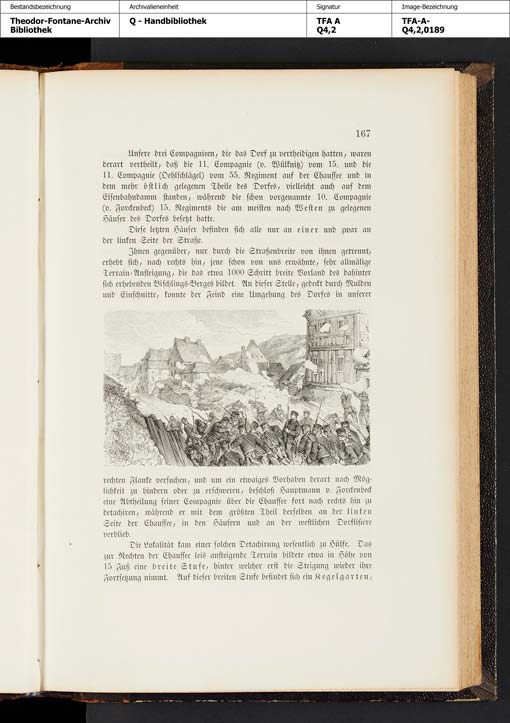 Bestandsbezeichnung
Archivalieneinheit
Signatur
Image-Bezeichnung
Theodor-Fontane-Archiv
Bibliothek
Q - Handbibliothek
TFA A
Q4,2
TFA-A-
Q4,2,0189
167
Unsere drei Compagnieen, die das Dorf zu vertheidigen hatten, waren
derart vertheilt, daß die 11. Compagnie (v. Wülknitz) vom 15. und die
11. Compagnie (Oehlschlägel) vom 55. Regiment auf der Chaussee und in
dem mehr östlich gelegenen Theile des Dorfes, vielleicht auch auf dem
Eisenbahndamm standen, während die schon vorgenannte 10. Compagnie
(v. Forckenbeck) 15. Regiments die am meisten nach Westen zu gelegenen
Häuser des Dorfes besetzt hatte.
Diese letzten Häuser befinden sich alle nur an einer und zwar an
der linken Seite der Straße.
Ihnen gegenüber, nur durch die Straßenbreite von ihnen getrennt,
erhebt sich, nach rechts hin, jene schon von uns erwähnte, sehr allmälige
Terrain-Ansteigung, die das etwa 1000 Schritt breite Vorland des dahinter
sich erhebenden Bischlings-Berges bildet. An dieser Stelle, gedeckt durch Mulden
und Einschnitte, konnte der Feind eine Umgehung des Dorfes in unserer
rechten Flanke versuchen, und um ein etwaiges Vorhaben derart nach Mög-
lichkeit zu hindern oder zu erschweren, beschloß Hauptmann v. Forckenbeck
eine Abtheilung seiner Compagnie über die Chaussee fort nach rechts hin zu
detachiren, während er mit dem größten Theil derselben an der linken
Seite der Chaussee, in den Häusern und an der westlichen Dorflisière
verblieb.
Die Lokalität kam einer solchen Detachirung wesentlich zu Hülfe. Das
zur Rechten der Chaussee leis ansteigende Terrain bildete etwa in Höhe von
15 Fuß eine breite Stufe, hinter welcher erst die Steigung wieder ihre
Fortsetzung nimmt. Auf dieser breiten Stufe befindet sich ein Kegelgarten,